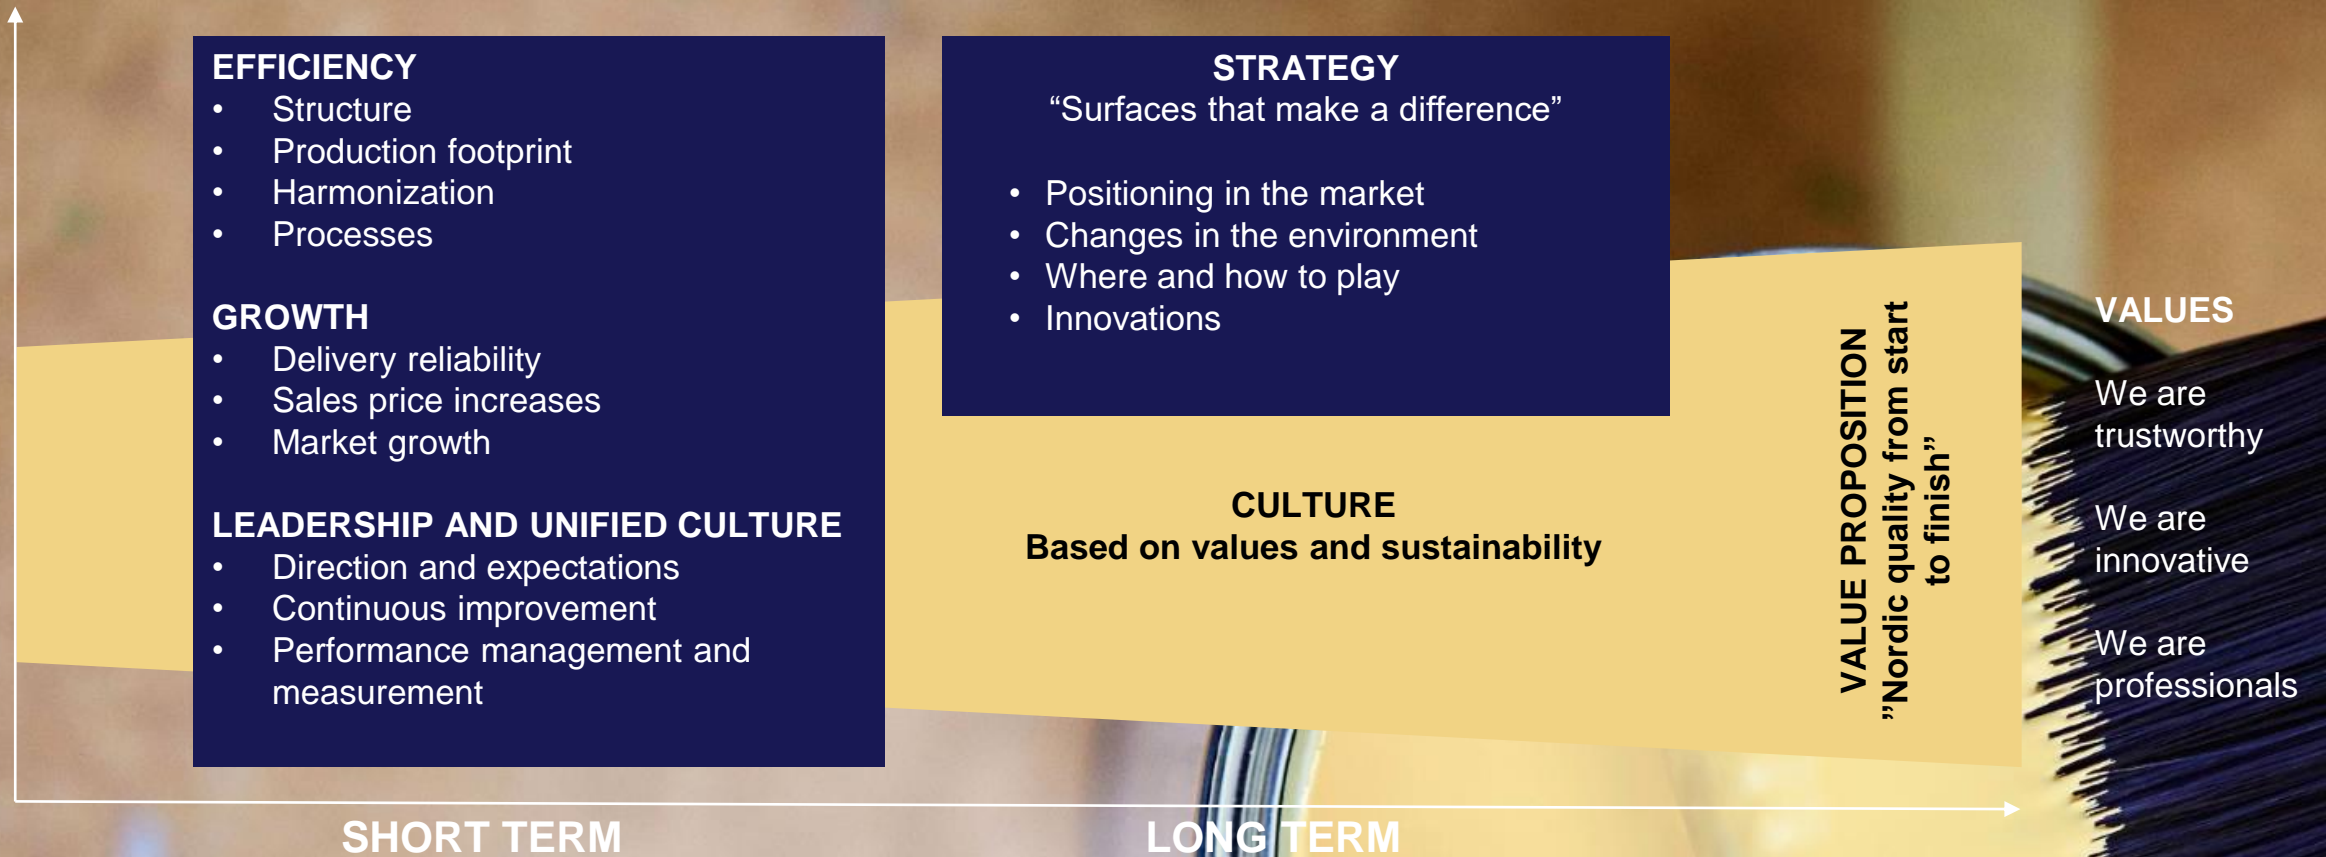 EFFICIENCY
• Structure
• Production footprint
• Harmonization
• Processes
GROWTH
• Delivery reliability
• Sales price increases
• Market growth
LEADERSHIP AND UNIFIED CULTURE
• Direction and expectations
• Continuous improvement
• Performance management and
measurement
STRATEGY
“Surfaces that make a difference”
• Positioning in the market
• Changes in the environment
• Where and how to play
• Innovations
CULTURE
Based on values and sustainability
VALUE PROPOSITION
”Nordic quality from start
to finish”
VALUES
We are
trustworthy
We are
innovative
We are
professionals
SHORT TERM
LONG TERM